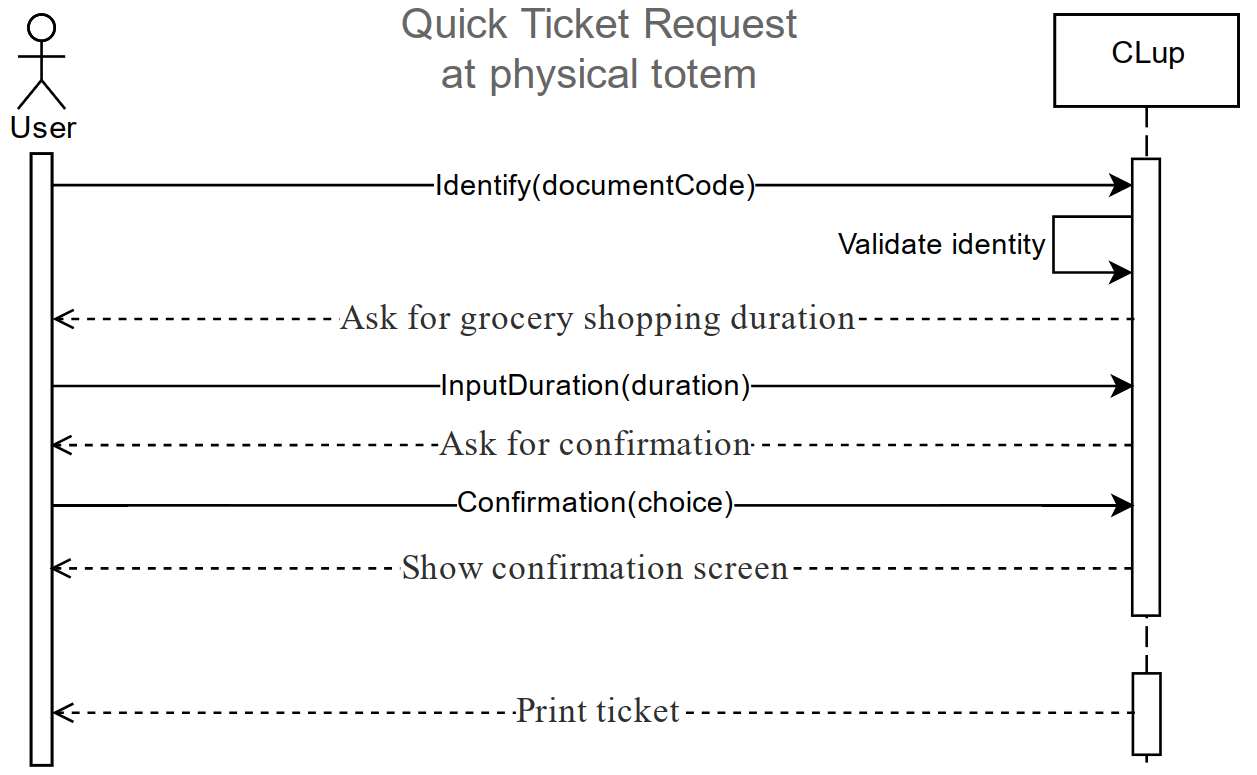 Quick Ticket Request
at physical totem
CLup
User
Identify(documentCode)
Validate identity
Ask for grocery shopping duration
InputDuration(duration)
Ask for confirmation
Confirmation(choice)
Show confirmation screen
Print ticket